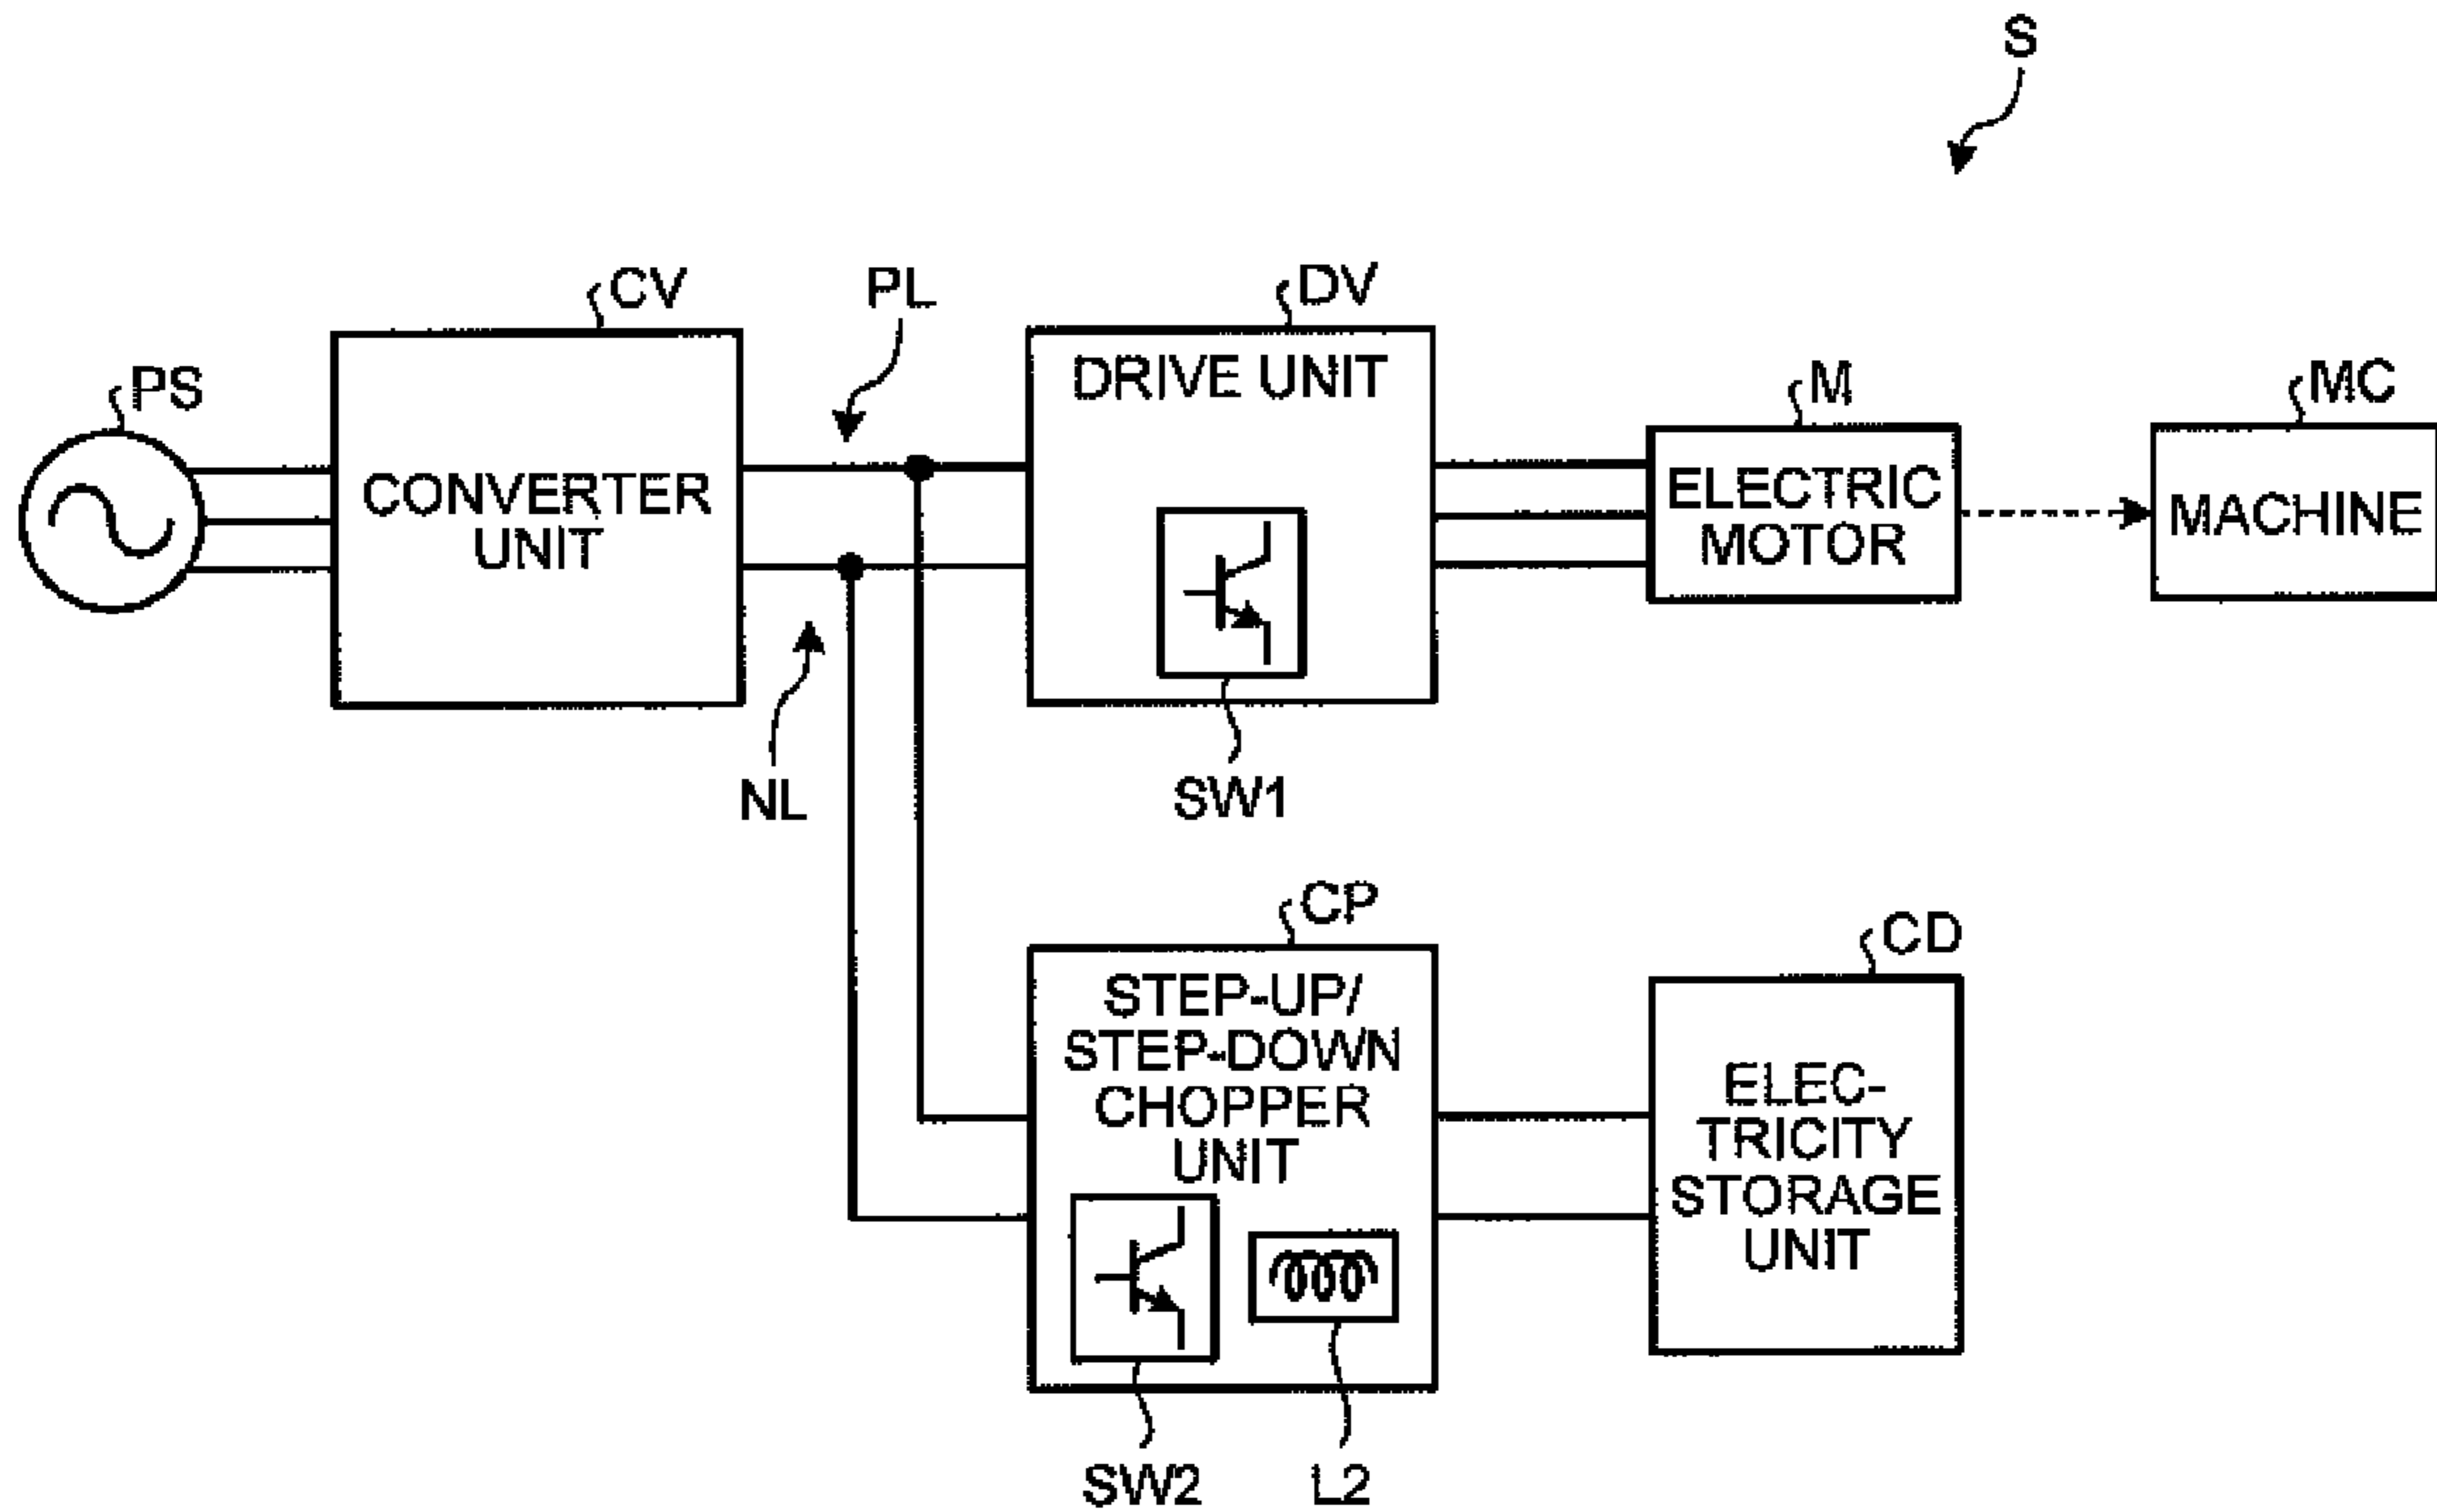 S
CV
PL
DV
PS
DRIVE UNIT
M
MC
CONVERTER
UNIT
ELECTRIC
MOTOR
MACHINE
NL
SW1
CP
CD
STEP-UP/
STEP-DOWN
CHOPPER
UNIT
ELEC-
TRICITY
STORAGE
UNIT
SW2
L2